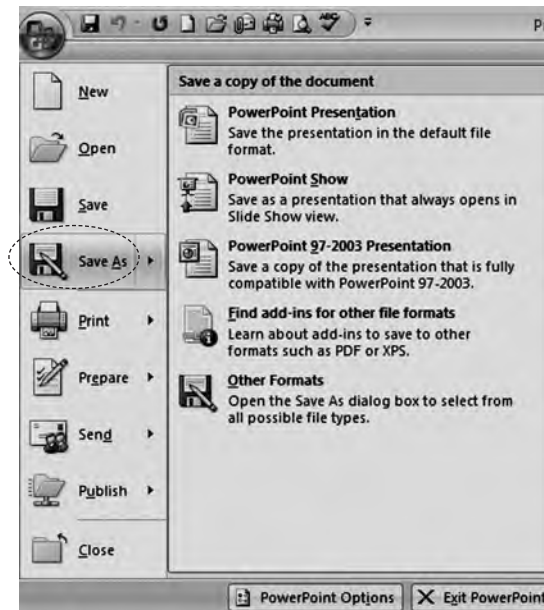 P
New
Open
Save
Save As
Print
Prepare
Send
Publish
Close
Save a copy of the document
PowerPoint Presentation
Save the presentation in the default file
format.
PowerPoint Show
Save as a presentation that always opens in
Slide Show view.
PowerPoint 97-2003 Presentation
Save a copy of the presentation that is fully
compatible with PowerPoint 97-2003.
Find add-ins for other file formats
Learn about add-ins to save to other
formats such as PDF or XPS.
Other Formats
Open the Save As dialog box to select from
all possible file types.
PowerPoint Options
Exit PowerPoint